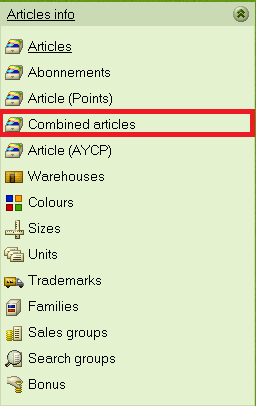 Articles info
Articles
Abonnements
Article (Points)
Combined articles
Article (AYCP)
Warehouses
Colours
Sizes
Units
Trademarks
Families
Sales groups
Search groups
Bonus